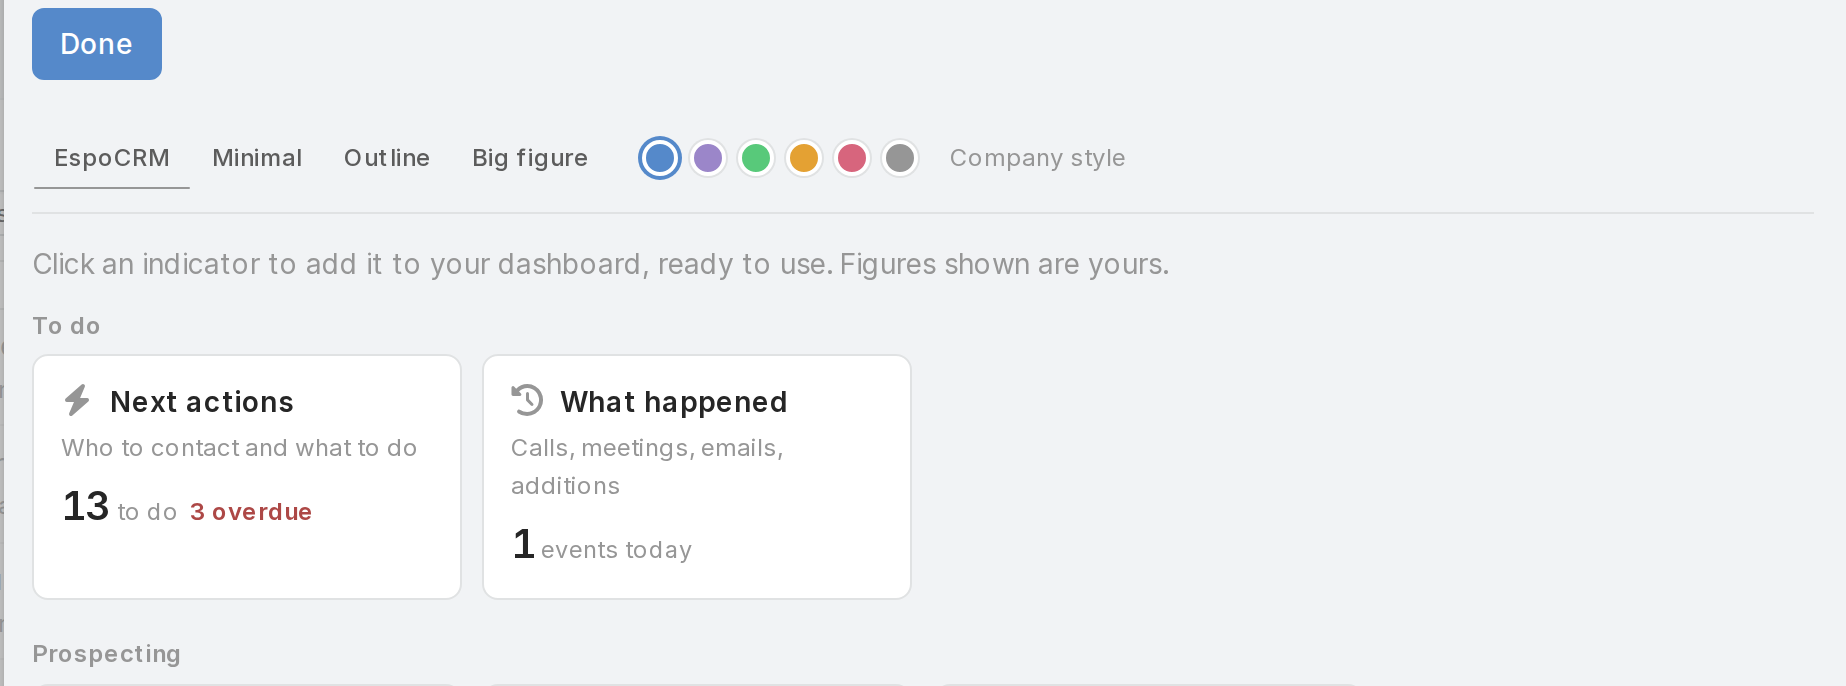 Done
EspoCRM Minimal Outline Big figure Company style
Click an indicator to add it to your dashboard, ready to use. Figures shown are yours.
To do
Next actions
Who to contact and what to do
13 to do 3 overdue
What happened
Calls, meetings, emails,
additions
1 events today
Prospecting